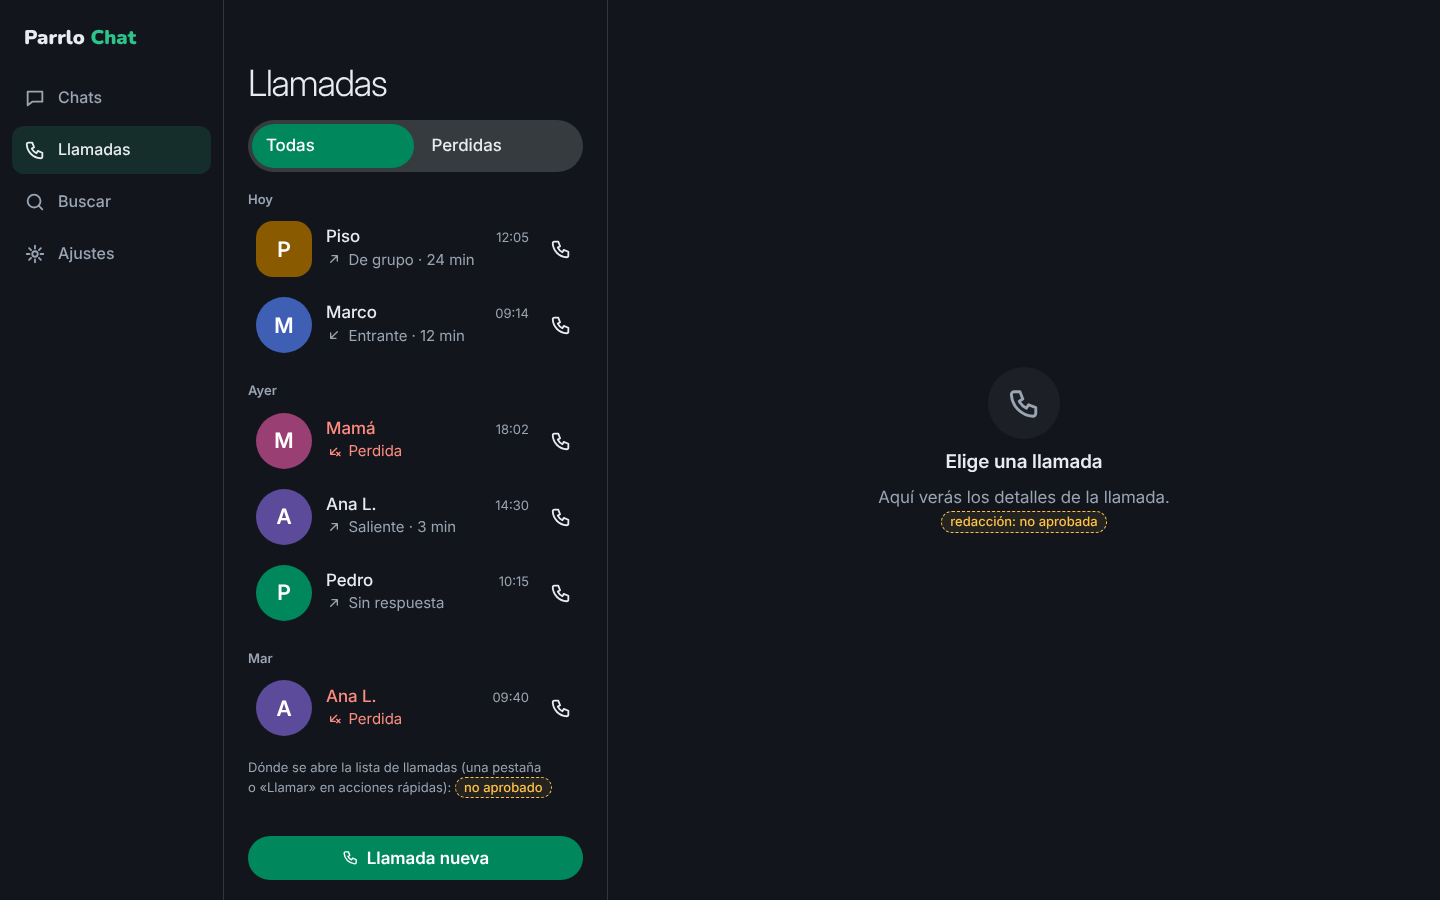 Parrlo Chat
Chats
Llamadas
Buscar
Ajustes
Llamadas
Todas
Perdidas
Hoy
P
Piso
12:05
De grupo · 24 min
M
Marco
09:14
Entrante · 12 min
Ayer
M
Mamá
18:02
Perdida
A
Ana L.
14:30
Saliente · 3 min
P
Pedro
10:15
Sin respuesta
Mar
A
Ana L.
09:40
Perdida
Dónde se abre la lista de llamadas (una pestaña
o «Llamar» en acciones rápidas): no aprobado
Llamada nueva
Elige una llamada
Aquí verás los detalles de la llamada.
redacción: no aprobada